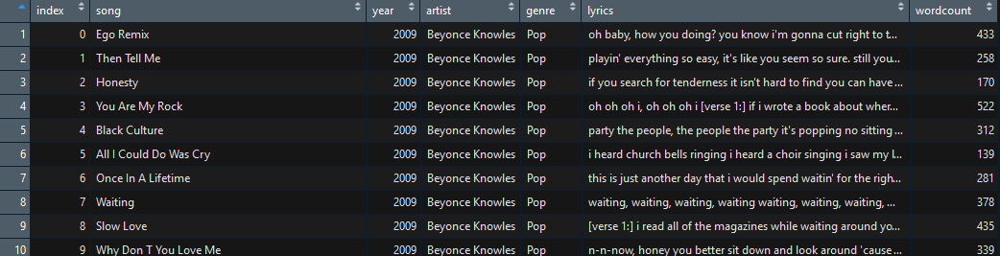 index song year artist genre lyrics wordcount
1 0 Ego Remix 2009 Beyonce Knowles Pop oh baby, how you doing? you know i'm gonna cut right to t... 433
2 1 Then Tell Me 2009 Beyonce Knowles Pop playin' everything so easy, it's like you seem so sure. still you... 258
3 2 Honesty 2009 Beyonce Knowles Pop if you search for tenderness it isn't hard to find you can have ... 170
4 3 You Are My Rock 2009 Beyonce Knowles Pop oh oh oh i, oh oh oh i [verse 1:] if i wrote a book about wher... 522
5 4 Black Culture 2009 Beyonce Knowles Pop party the people, the people the party it's popping no sitting ... 312
6 5 All I Could Do Was Cry 2009 Beyonce Knowles Pop i heard church bells ringing i heard a choir singing i saw my l... 139
7 6 Once In A Lifetime 2009 Beyonce Knowles Pop this is just another day that i would spend waitin' for the righ... 281
8 7 Waiting 2009 Beyonce Knowles Pop waiting, waiting, waiting, waiting waiting, waiting, waiting, ... 378
9 8 Slow Love 2009 Beyonce Knowles Pop [verse 1:] i read all of the magazines while waiting around yo... 435
10 9 Why Don T You Love Me 2009 Beyonce Knowles Pop n-n-now, honey you better sit down and look around 'cause ... 339